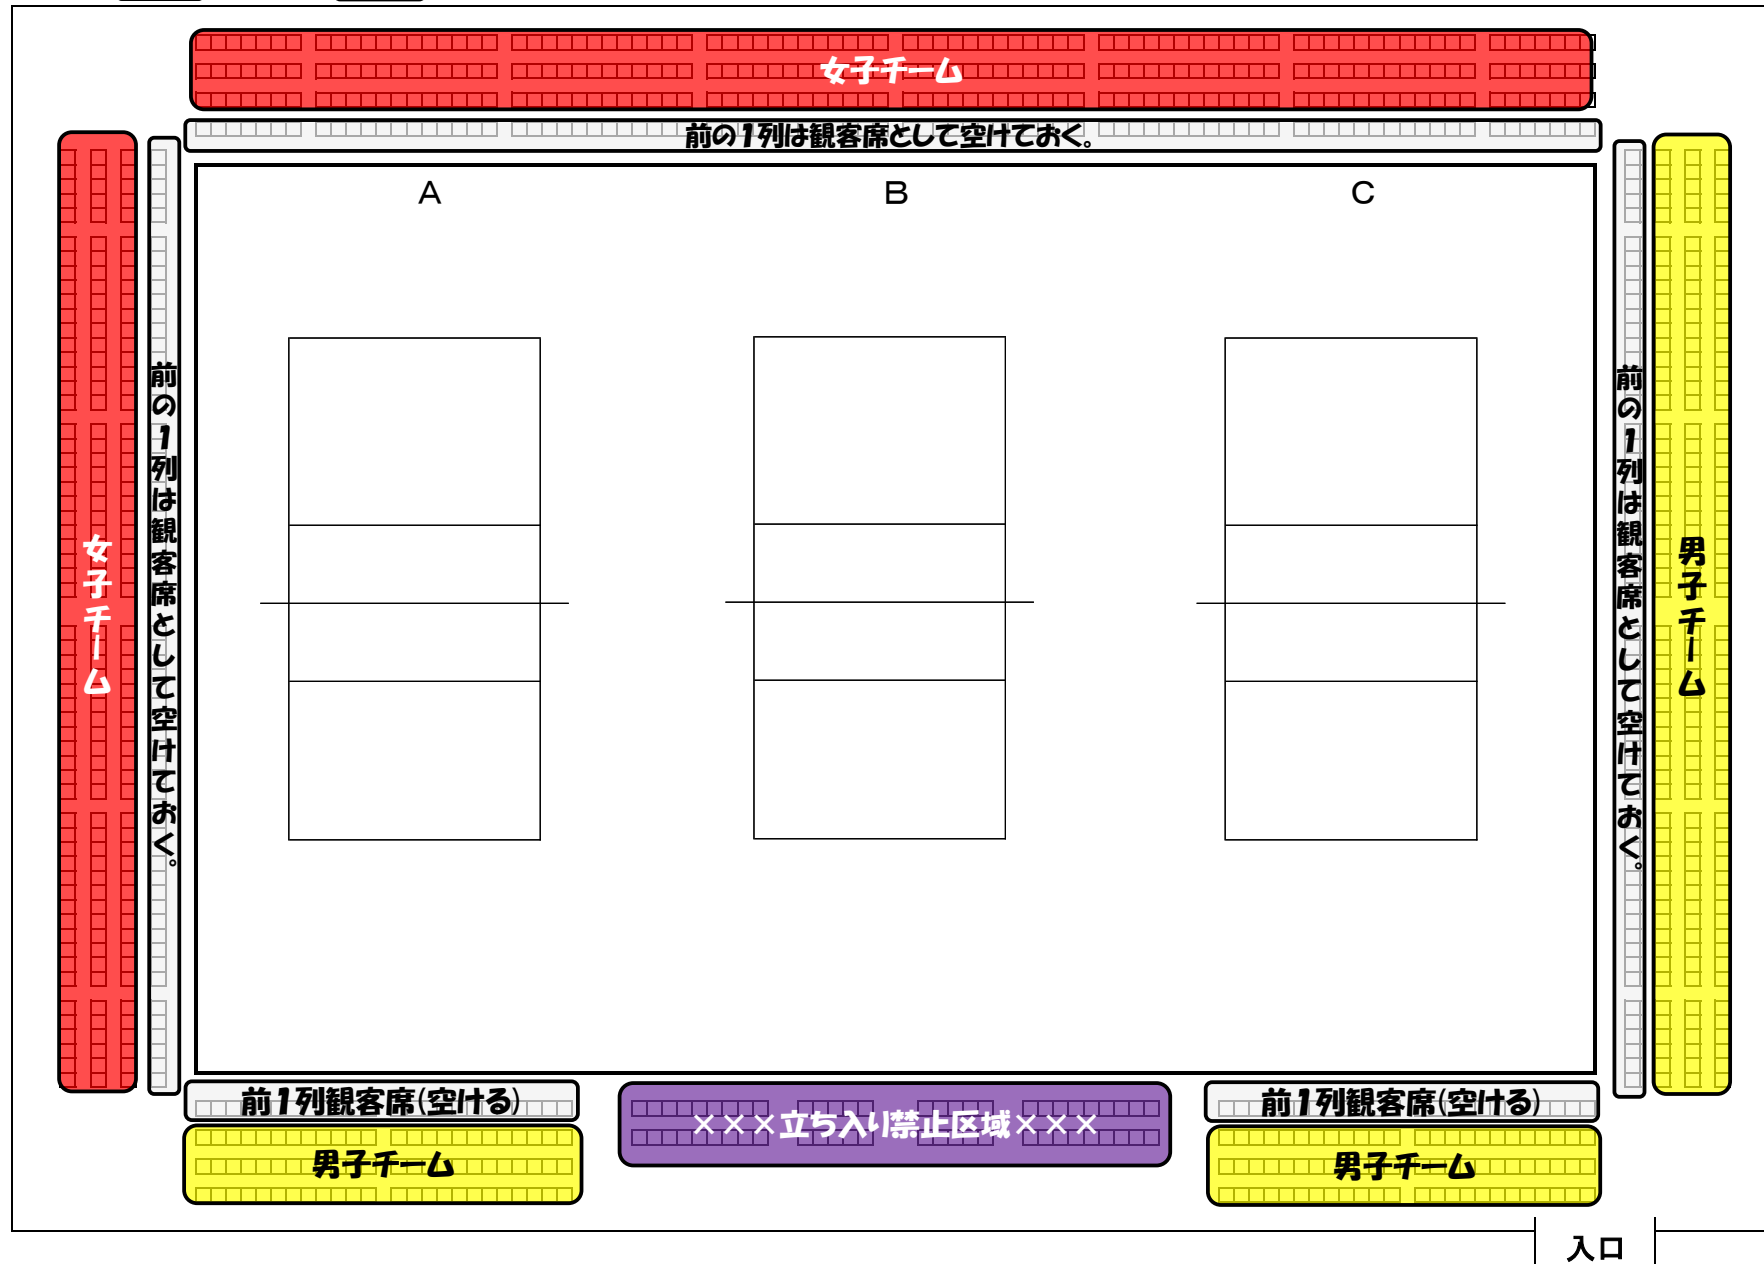 女子チーム
前の1列は観客席として空けておく。
A
B
C
女子チーム
前の1列は観客席として空けておく。
前の1列は観客席として空けておく。
男子チーム
前1列観客席(空ける)
×××立ち入り禁止区域×××
前1列観客席(空ける)
男子チーム
男子チーム
入口